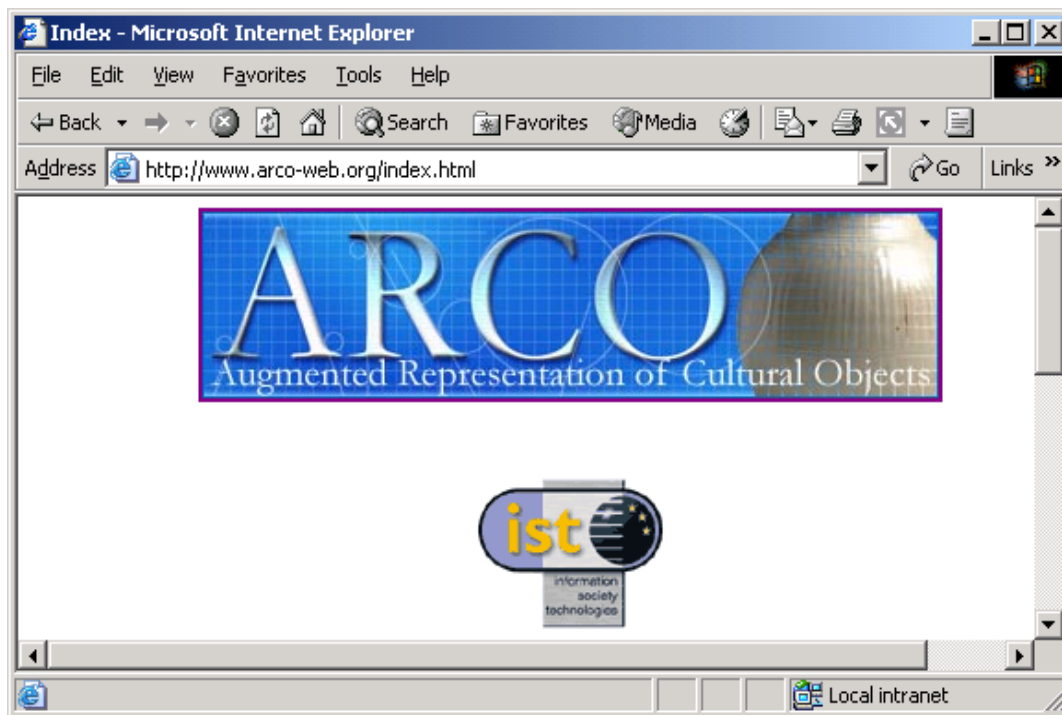 Index - Microsoft Internet Explorer
File Edit View Favorites Tools Help
Back Search Favorites Media
Address http://www.arco-web.org/index.html Go Links »
ARCO
Augmented Representation of Cultural Objects
ist
information
society
technologies
Local intranet